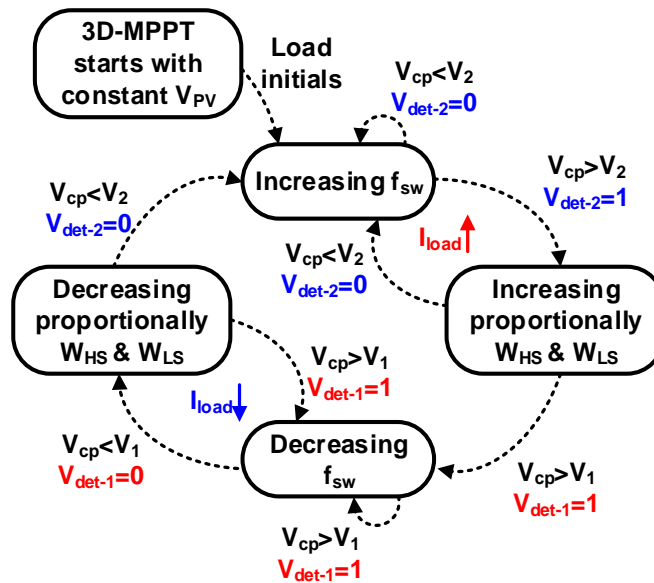 3D-MPPT
starts with
constant VPV
Load
initials
Vcp<V2
Vdet-2=0
Increasing fsw
Vcp>V2
Vdet-2=1
Vcp<V2
Vdet-2=0
Iload
Vcp<V2
Vdet-2=0
Decreasing
proportionally
WHS & WLS
Increasing
proportionally
WHS & WLS
Vcp>V1
Vdet-1=1
Iload
Decreasing
fsw
Vcp<V1
Vdet-1=0
Vcp>V1
Vdet-1=1
Vcp>V1
Vdet-1=1